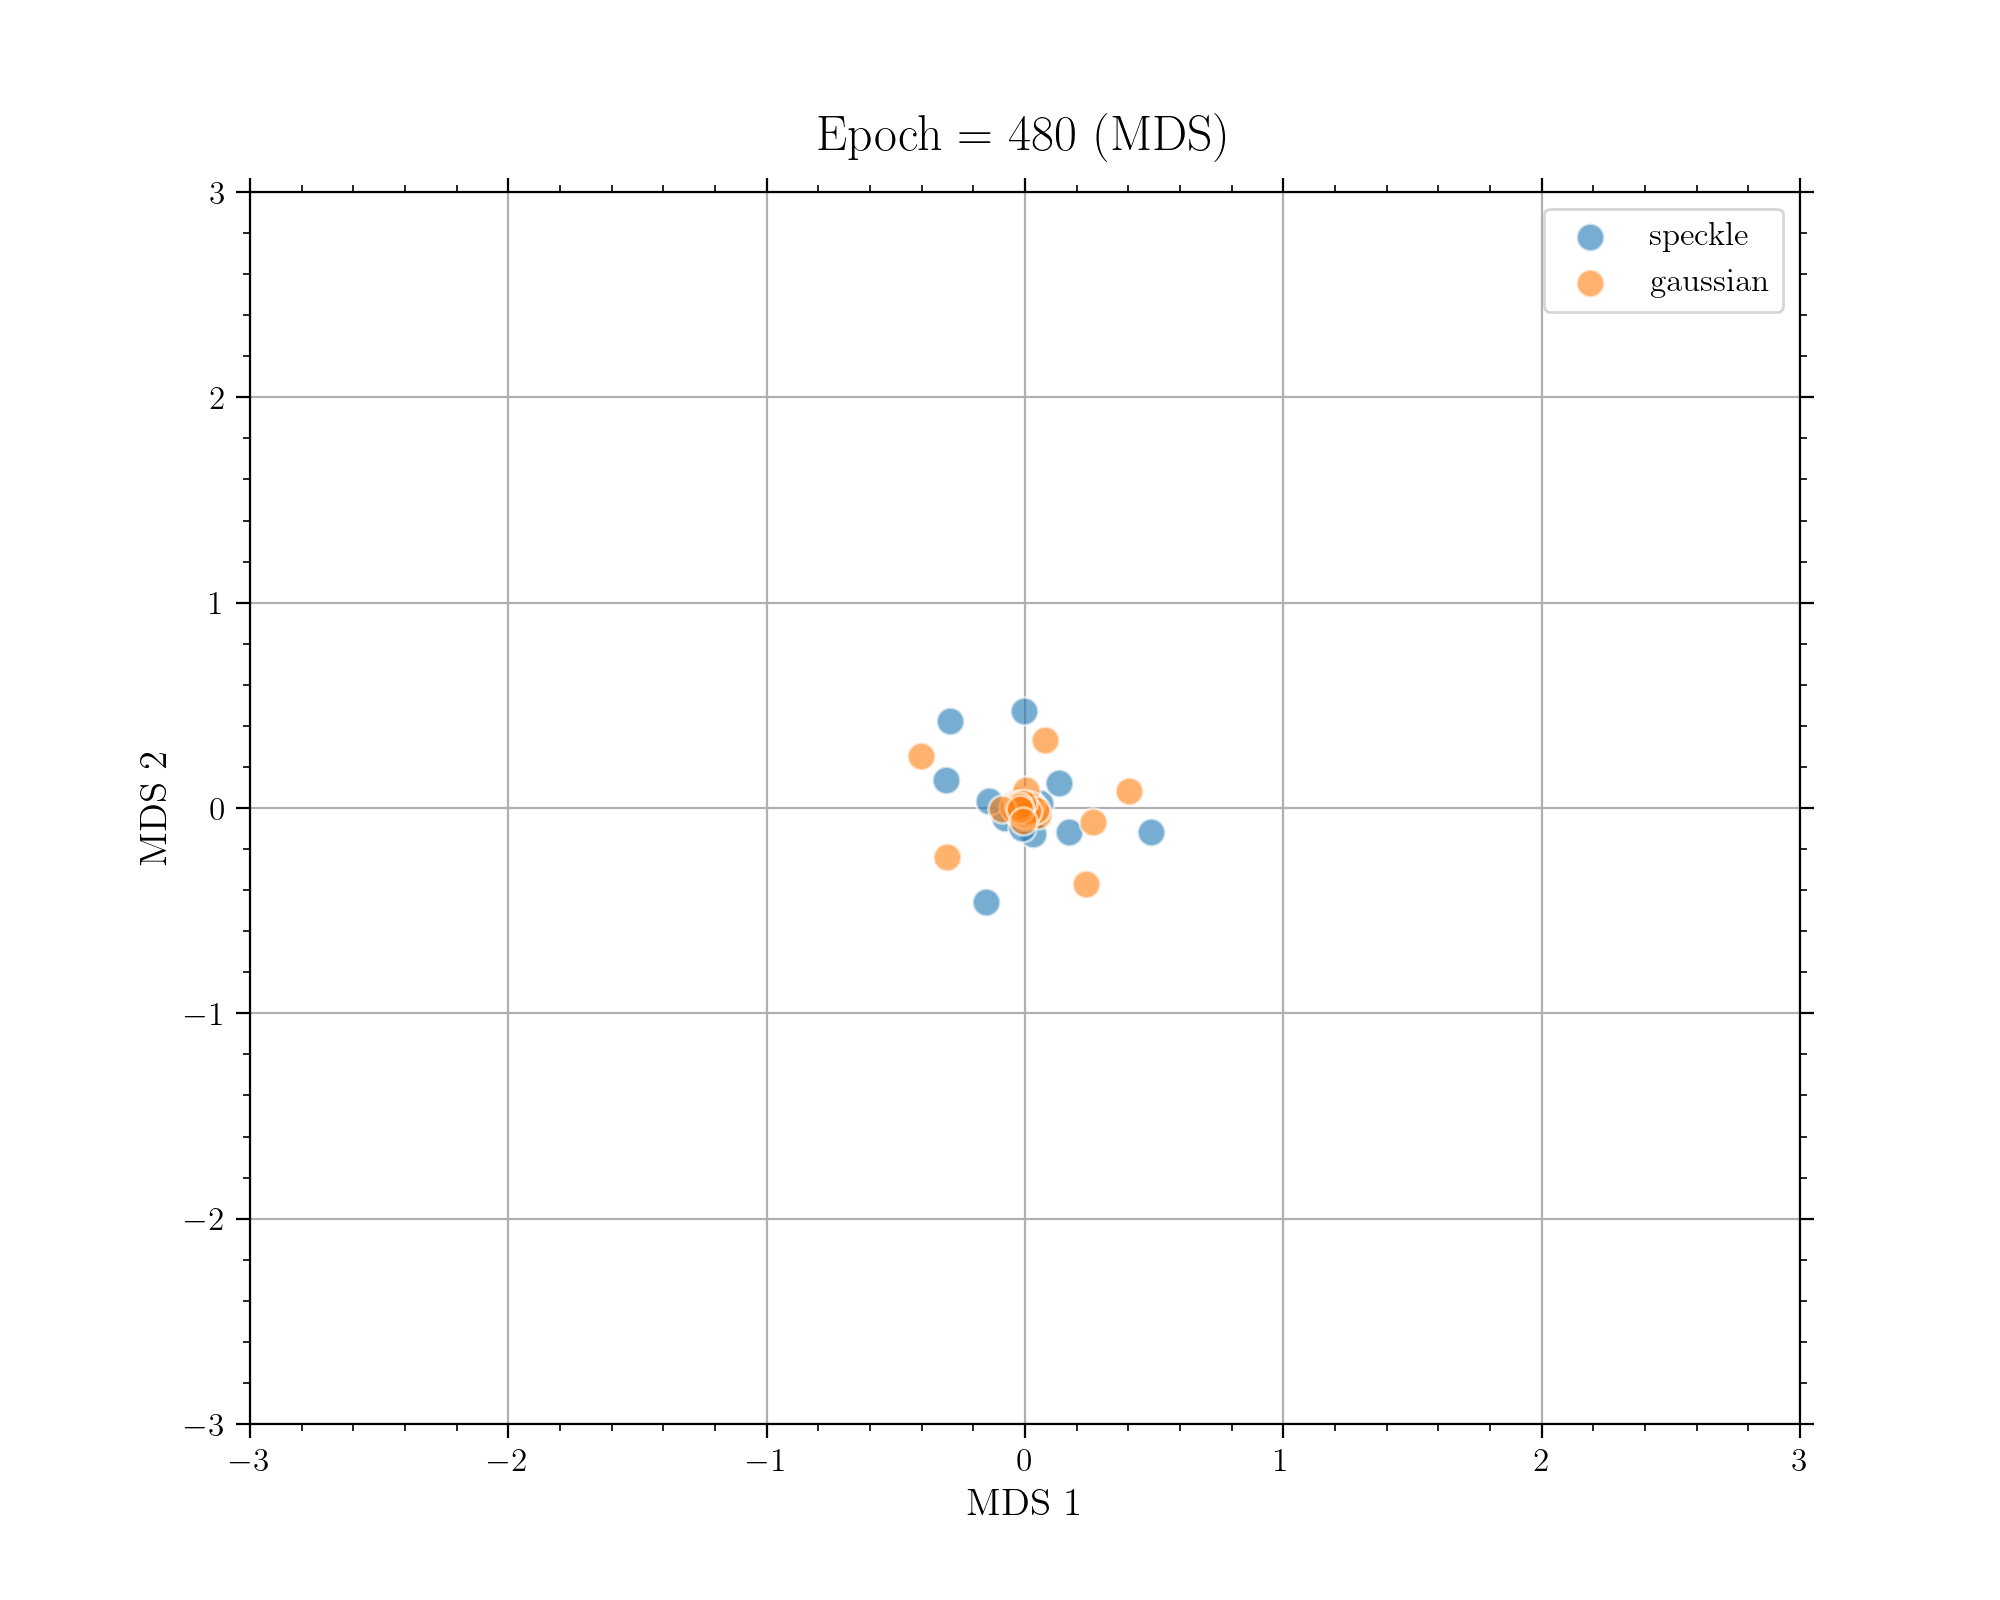 Epoch = 480 (MDS)
3
2
1
0
−1
−2
−3
MDS 2
speckle
gaussian
−3 −2 −1 0 1 2 3
MDS 1